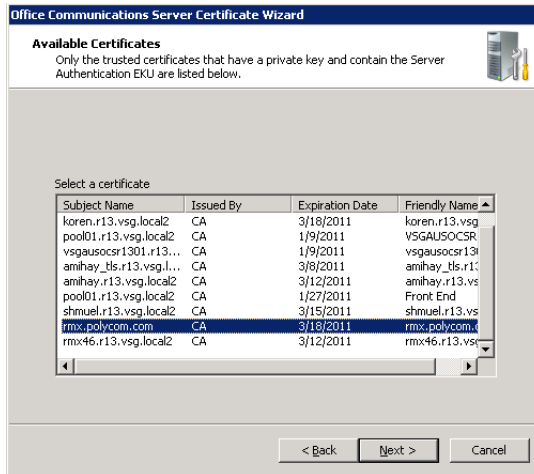 Office Communications Server Certificate Wizard
Available Certificates
Only the trusted certificates that have a private key and contain the Server
Authentication EKU are listed below.
Select a certificate
Subject Name Issued By Expiration Date Friendly Name
koren.r13.vsg.local2 CA 3/18/2011 koren.r13.vsg
pool01.r13.vsg.local2 CA 1/9/2011 VSGAUSOCSR
vsgausocsr1301.r13... CA 1/9/2011 vsgausocsr130
amihay_tls.r13.vsg.l... CA 3/8/2011 amihay_tls.r13
amihay.r13.vsg.local2 CA 3/12/2011 amihay.r13.vs
pool01.r13.vsg.local2 CA 1/27/2011 Front End
shmuel.r13.vsg.local2 CA 3/15/2011 shmuel.r13.vs
rmx.polycom.com CA 3/18/2011 rmx.polycom.c
rmx46.r13.vsg.local2 CA 3/12/2011 rmx46.r13.vsg
< Back Next > Cancel